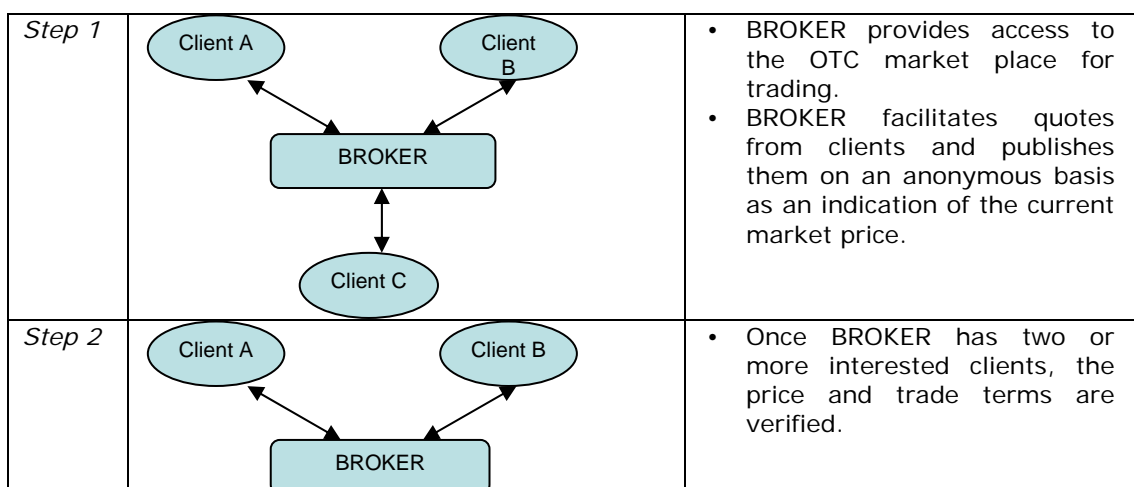 Step 1
Client A
Client
B
BROKER
Client C
• BROKER provides access to
the OTC market place for
trading.
• BROKER facilitates quotes
from clients and publishes
them on an anonymous basis
as an indication of the current
market price.
Step 2
Client A
Client B
BROKER
• Once BROKER has two or
more interested clients, the
price and trade terms are
verified.